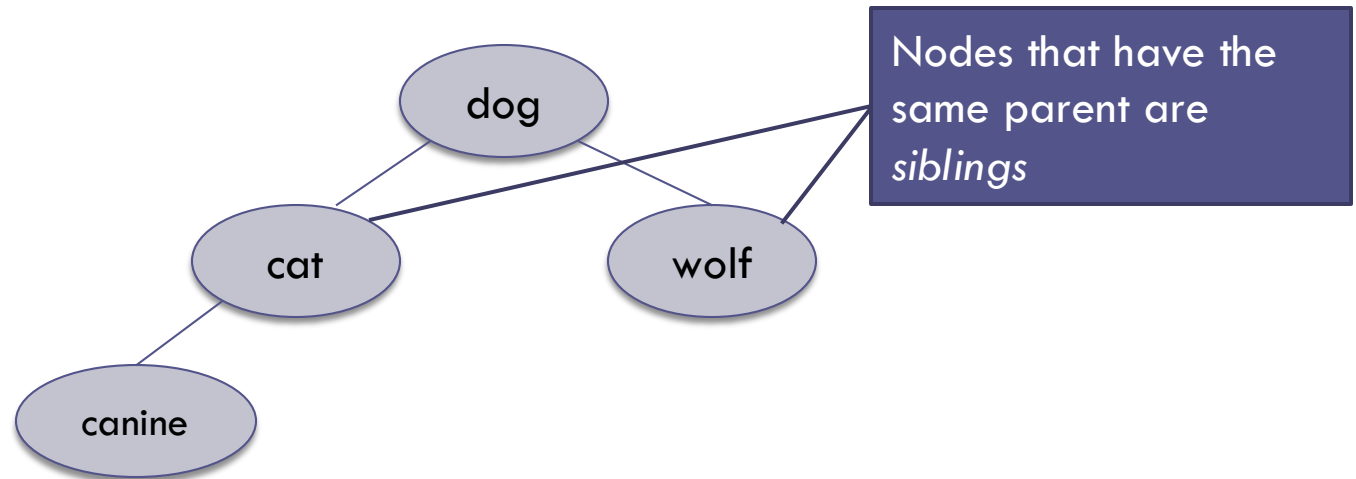 dog
Nodes that have the
same parent are
siblings
cat
wolf
canine